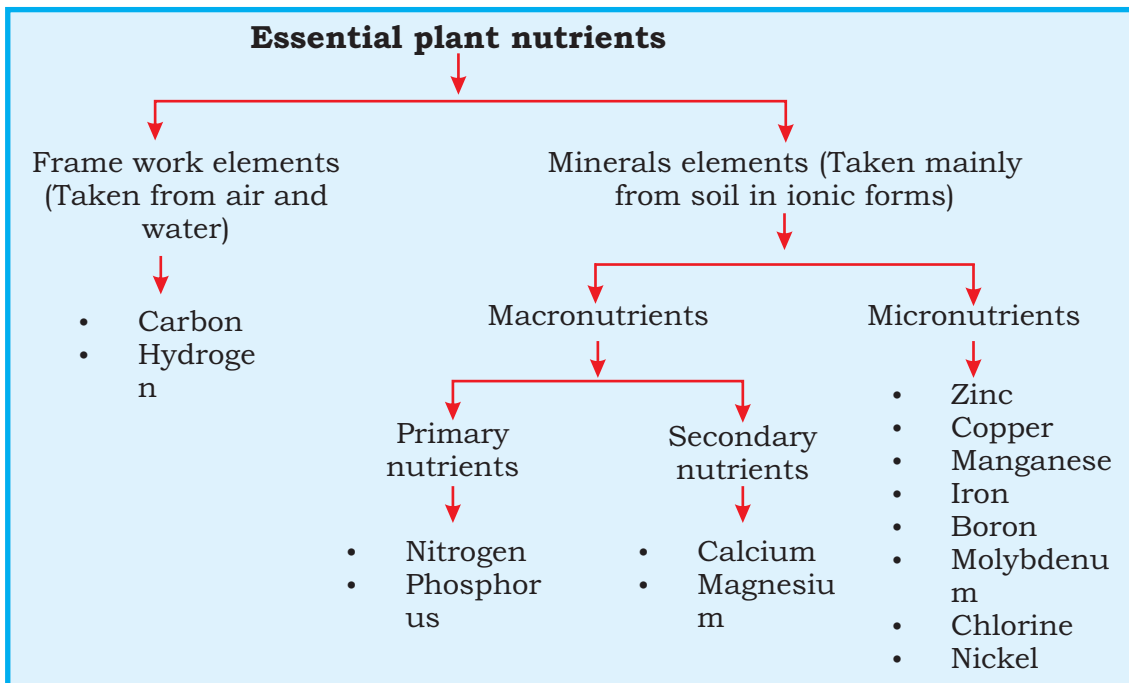 Essential plant nutrients
Frame work elements
(Taken from air and
water)
Minerals elements (Taken mainly
from soil in ionic forms)
• Carbon
• Hydroge
n
Macronutrients
Micronutrients
Primary
nutrients
Secondary
nutrients
• Nitrogen
• Phosphor
us
• Calcium
• Magnesiu
m
• Zinc
• Copper
• Manganese
• Iron
• Boron
• Molybdenu
m
• Chlorine
• Nickel